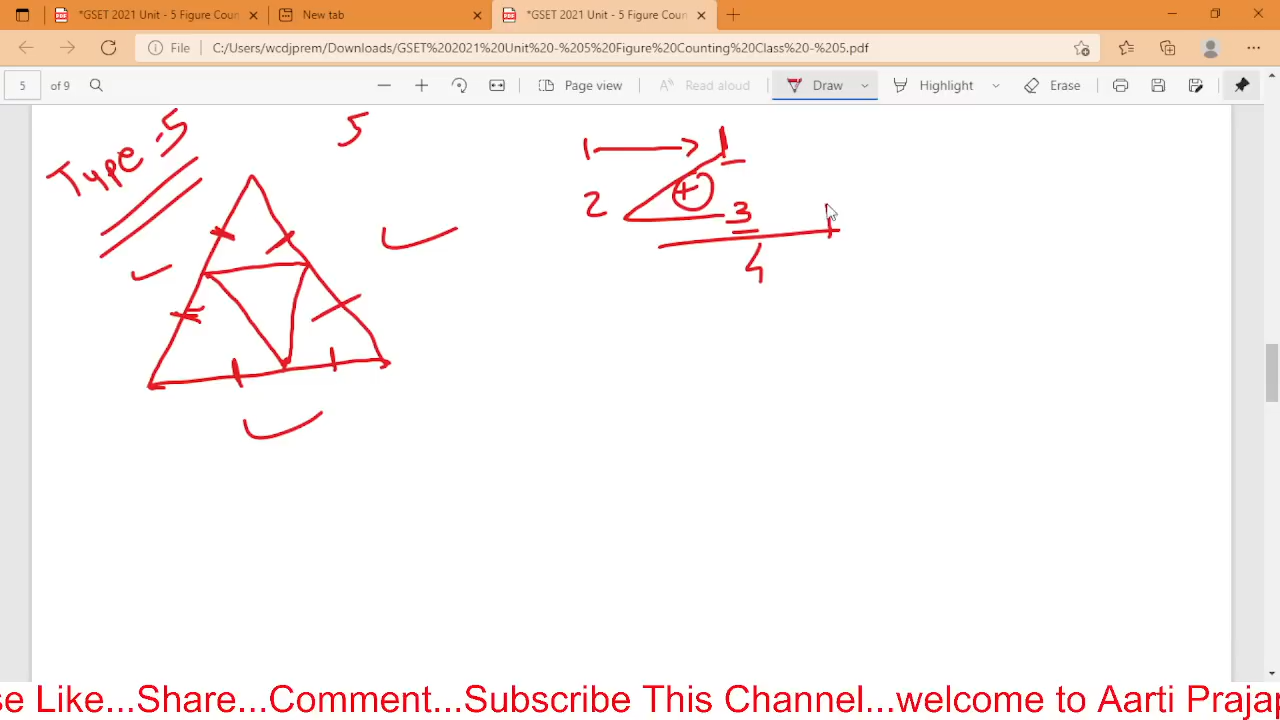 *GSET 2021 Unit - 5 Figure Coun
New tab
*GSET 2021 Unit - 5 Figure Coun
File
C:/Users/wcdjprem/Downloads/GSET%202021%20Unit%20-%205%20Figure%20Counting%20Class%20-%205.pdf
5 of 9
Page view
Read aloud
Draw
Highlight
Erase
Type-5
5
1 → 1
2 + 3
4
se Like...Share...Comment...Subscribe This Channel...welcome to Aarti Prajap